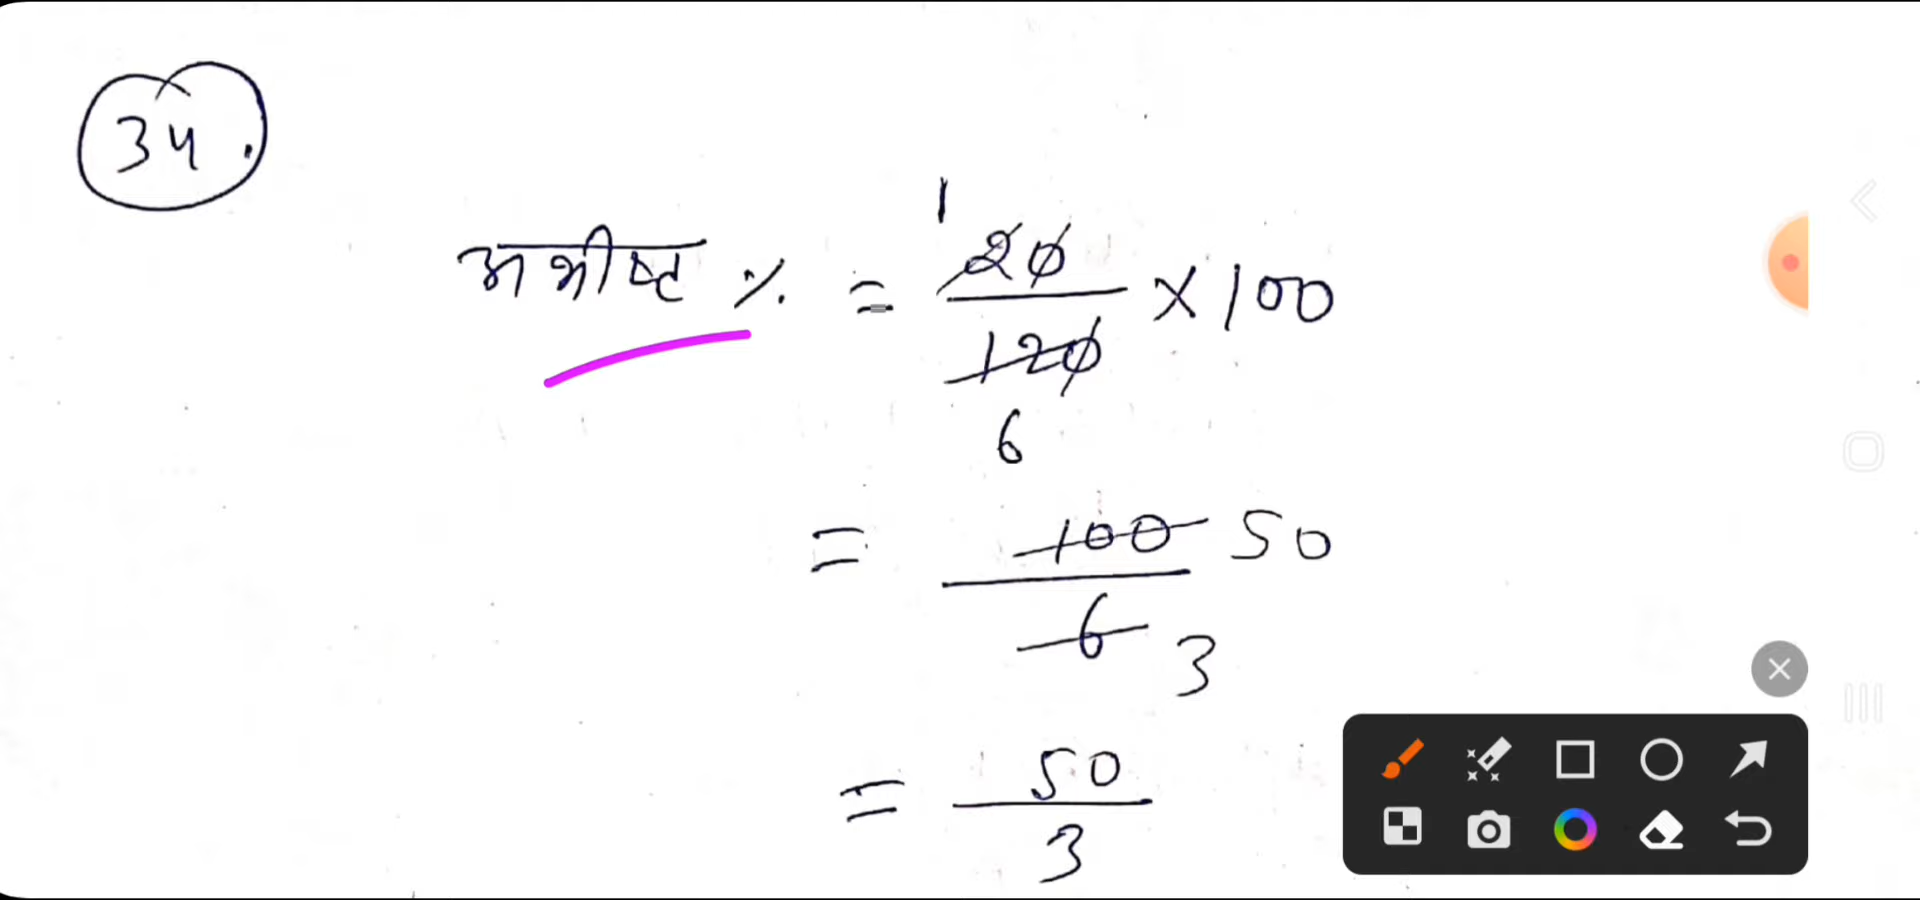 34.
1
अभीष्ट % = 20/120 × 100
6
= 100/6 50
3
= 50/3